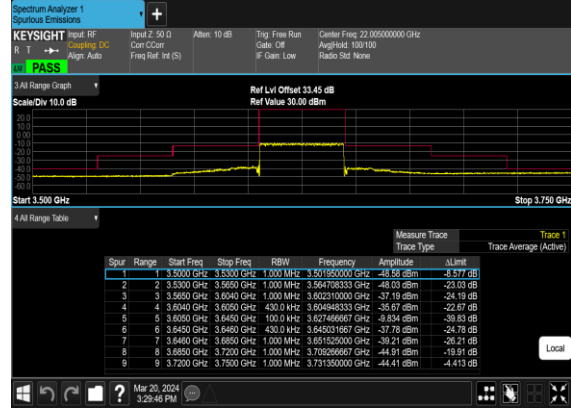 Spectrum Analyzer 1
Spurious Emissions
+
KEYSIGHT Input: RF Input Z: 50 Ω Atten: 10 dB Trig: Free Run Center Freq: 22.005000000 GHz
R T Coupling: DC Corr CCorr Gate: Off Avg|Hold: 100/100
Align: Auto Freq Ref: Int (S) IF Gain: Low Radio Std: None
PASS
3 All Range Graph
Ref Lvl Offset 33.45 dB
Scale/Div 10.0 dB Ref Value 30.00 dBm
20.0
10.0
0.00
-10.0
-20.0
-30.0
-40.0
-50.0
-60.0
Start 3.500 GHz Stop 3.750 GHz
4 All Range Table
Measure Trace Trace 1
Trace Type Trace Average (Active)
Spur Range Start Freq Stop Freq RBW Frequency Amplitude ΔLimit
1 1 3.5000 GHz 3.5300 GHz 1.000 MHz 3.501950000 GHz -48.58 dBm -8.577 dB
2 2 3.5300 GHz 3.5650 GHz 1.000 MHz 3.564708333 GHz -48.03 dBm -23.03 dB
3 3 3.5650 GHz 3.6040 GHz 1.000 MHz 3.602310000 GHz -37.19 dBm -24.19 dB
4 4 3.6040 GHz 3.6050 GHz 430.0 kHz 3.604948333 GHz -35.67 dBm -22.67 dB
5 5 3.6050 GHz 3.6450 GHz 100.0 kHz 3.627466667 GHz -9.834 dBm -39.83 dB
6 6 3.6450 GHz 3.6460 GHz 430.0 kHz 3.645031667 GHz -37.78 dBm -24.78 dB
7 7 3.6460 GHz 3.6850 GHz 1.000 MHz 3.651525000 GHz -39.21 dBm -26.21 dB
8 8 3.6850 GHz 3.7200 GHz 1.000 MHz 3.709266667 GHz -44.91 dBm -19.91 dB
9 9 3.7200 GHz 3.7500 GHz 1.000 MHz 3.731350000 GHz -44.41 dBm -4.413 dB
Local
? Mar 20, 2024
3:29:46 PM